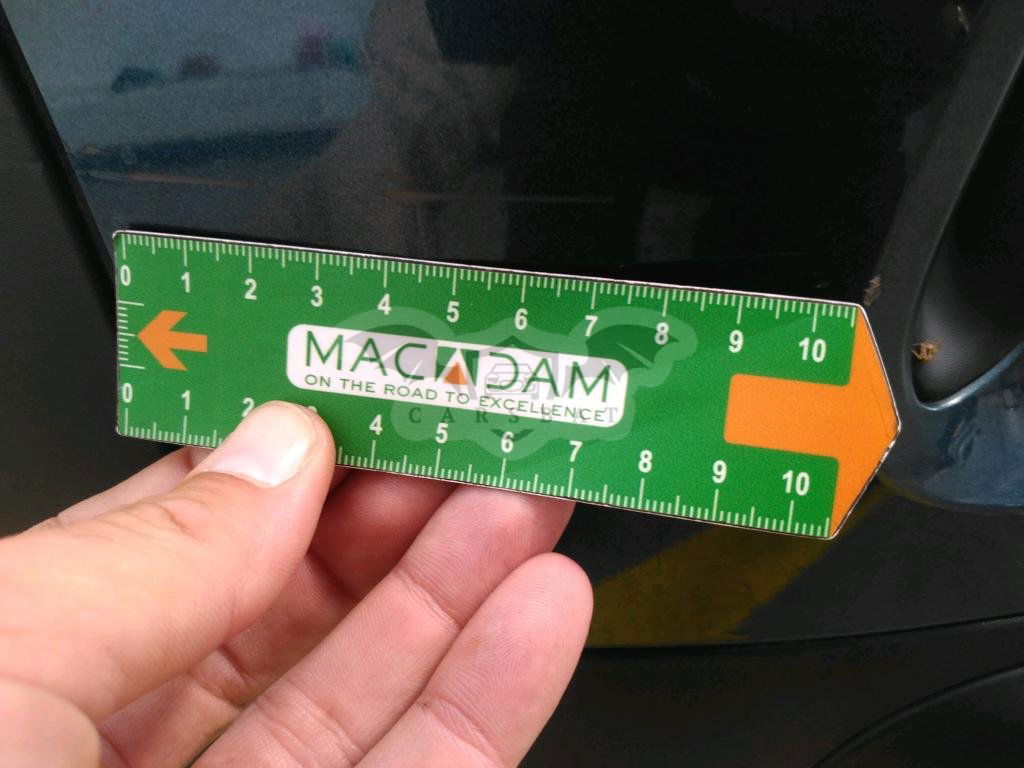 0 1 2 3 4 5 6 7 8 9 10
MACADAM
ON THE ROAD TO EXCELLENCE
CARSBAT
0 1 2 3 4 5 6 7 8 9 10